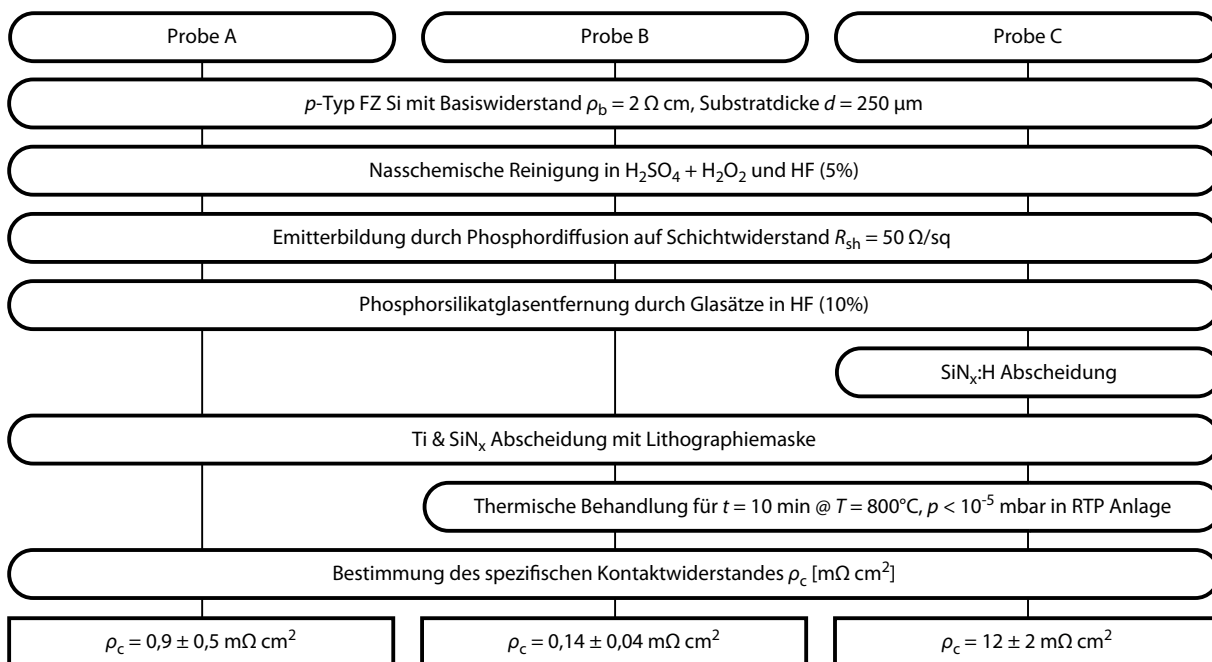 Probe A
Probe B
Probe C
p-Typ FZ Si mit Basiswiderstand ρb = 2 Ω cm, Substratdicke d = 250 µm
Nasschemische Reinigung in H2SO4 + H2O2 und HF (5%)
Emitterbildung durch Phosphordiffusion auf Schichtwiderstand Rsh = 50 Ω/sq
Phosphorsilikatglasentfernung durch Glasätze in HF (10%)
SiNx:H Abscheidung
Ti & SiNx Abscheidung mit Lithographiemaske
Thermische Behandlung für t = 10 min @ T = 800°C, p < 10-5 mbar in RTP Anlage
Bestimmung des spezifischen Kontaktwiderstandes ρc [mΩ cm2]
ρc = 0,9 ± 0,5 mΩ cm2
ρc = 0,14 ± 0,04 mΩ cm2
ρc = 12 ± 2 mΩ cm2